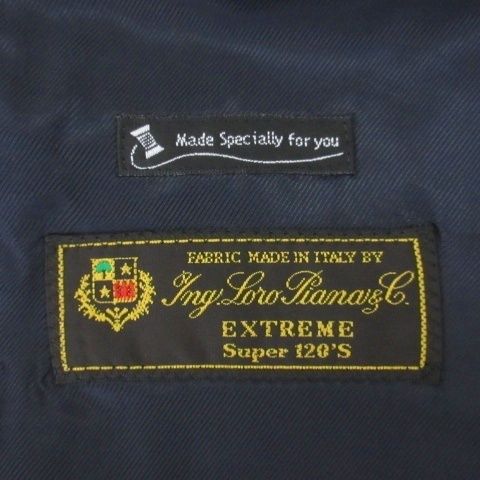 Made Specially for you
FABRIC MADE IN ITALY BY
Ing. Loro Piana & C.
EXTREME
Super 120'S